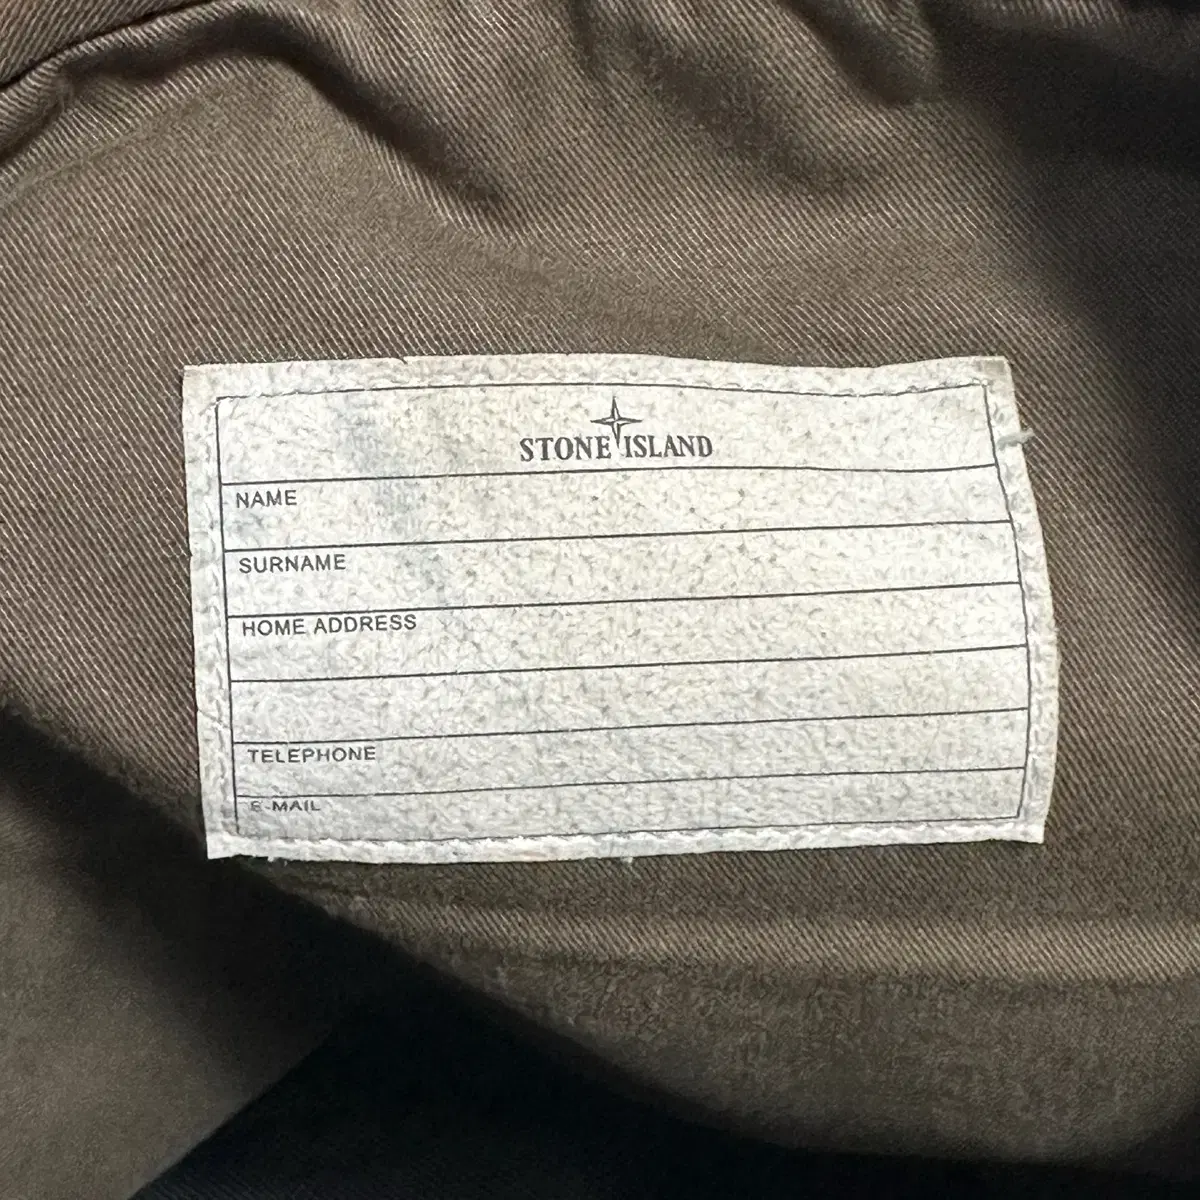 STONE ISLAND
NAME
SURNAME
HOME ADDRESS
TELEPHONE
E-MAIL